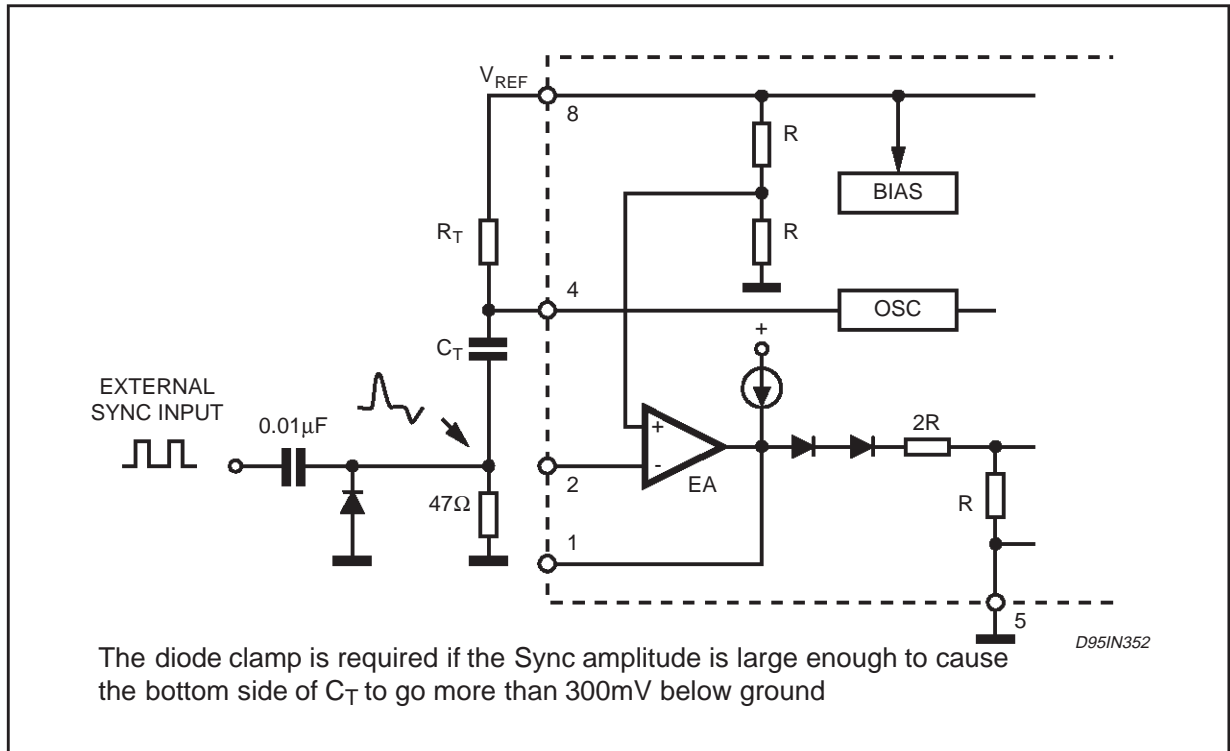 VREF
8
R
BIAS
RT
R
4
OSC
CT
+
EXTERNAL
SYNC INPUT
0.01µF
2R
+
-
EA
2
47Ω
R
1
5
D95IN352
The diode clamp is required if the Sync amplitude is large enough to cause
the bottom side of CT to go more than 300mV below ground